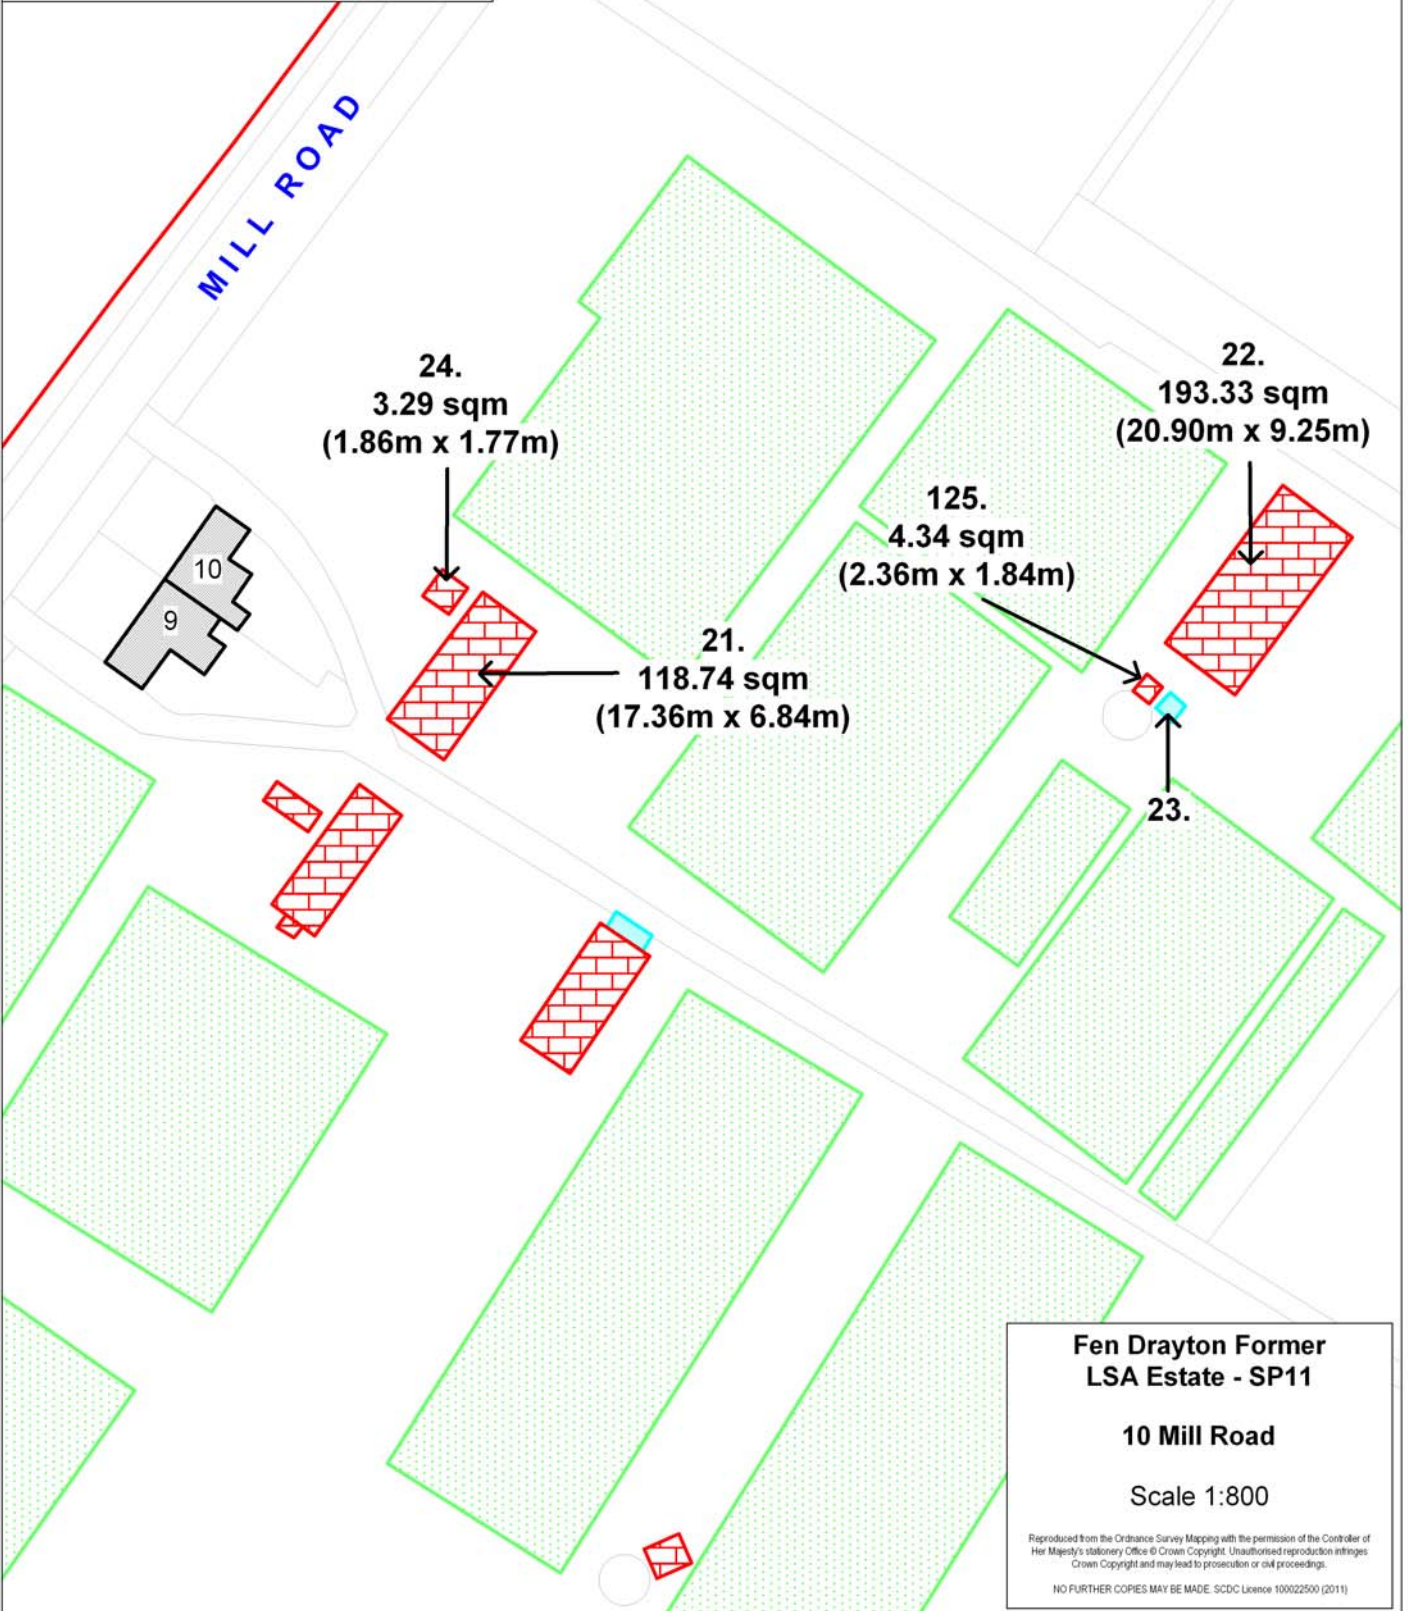 MILL ROAD
24.
3.29 sqm
(1.86m x 1.77m)
22.
193.33 sqm
(20.90m x 9.25m)
125.
4.34 sqm
(2.36m x 1.84m)
10
9
21.
118.74 sqm
(17.36m x 6.84m)
23.
Fen Drayton Former
LSA Estate - SP11
10 Mill Road
Scale 1:800
Reproduced from the Ordnance Survey Mapping with the permission of the Controller of
Her Majesty's stationery Office © Crown Copyright. Unauthorised reproduction infringes
Crown Copyright and may lead to prosecution or civil proceedings.
NO FURTHER COPIES MAY BE MADE. SCDC Licence 100022500 (2011)